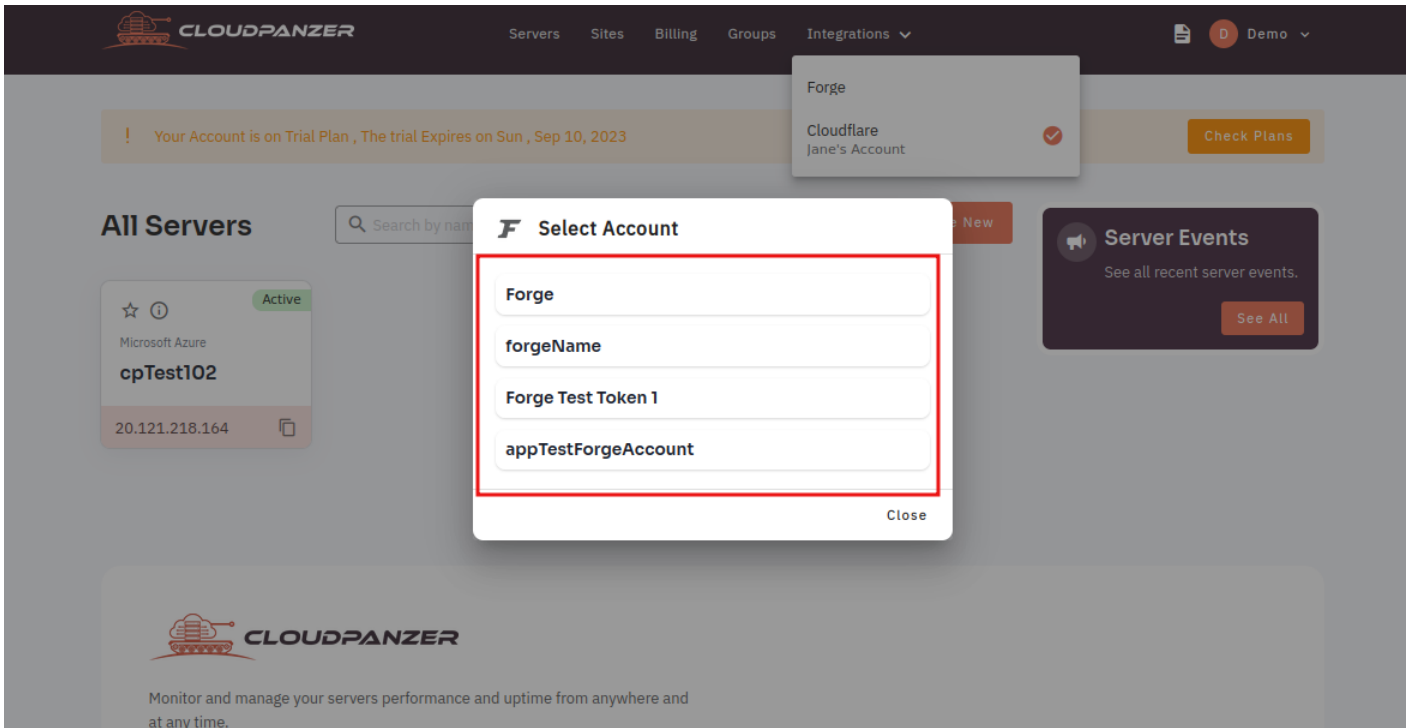 CLOUDPANZER
Servers Sites Billing Groups Integrations
D Demo
Forge
Cloudflare
Jane's Account
! Your Account is on Trial Plan , The trial Expires on Sun , Sep 10, 2023
Check Plans
All Servers
Search by
New
Server Events
See all recent server events.
See All
Active
Microsoft Azure
cpTest102
20.121.218.164
F Select Account
Forge
forgeName
Forge Test Token 1
appTestForgeAccount
Close
CLOUDPANZER
Monitor and manage your servers performance and uptime from anywhere and
at any time.